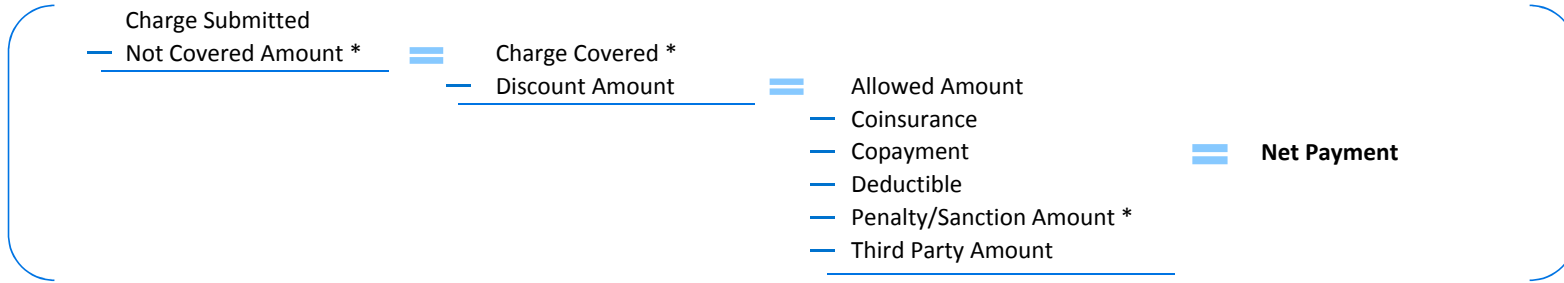 Charge Submitted
— Not Covered Amount * = Charge Covered *
— Discount Amount = Allowed Amount
— Coinsurance
— Copayment = Net Payment
— Deductible
— Penalty/Sanction Amount *
— Third Party Amount